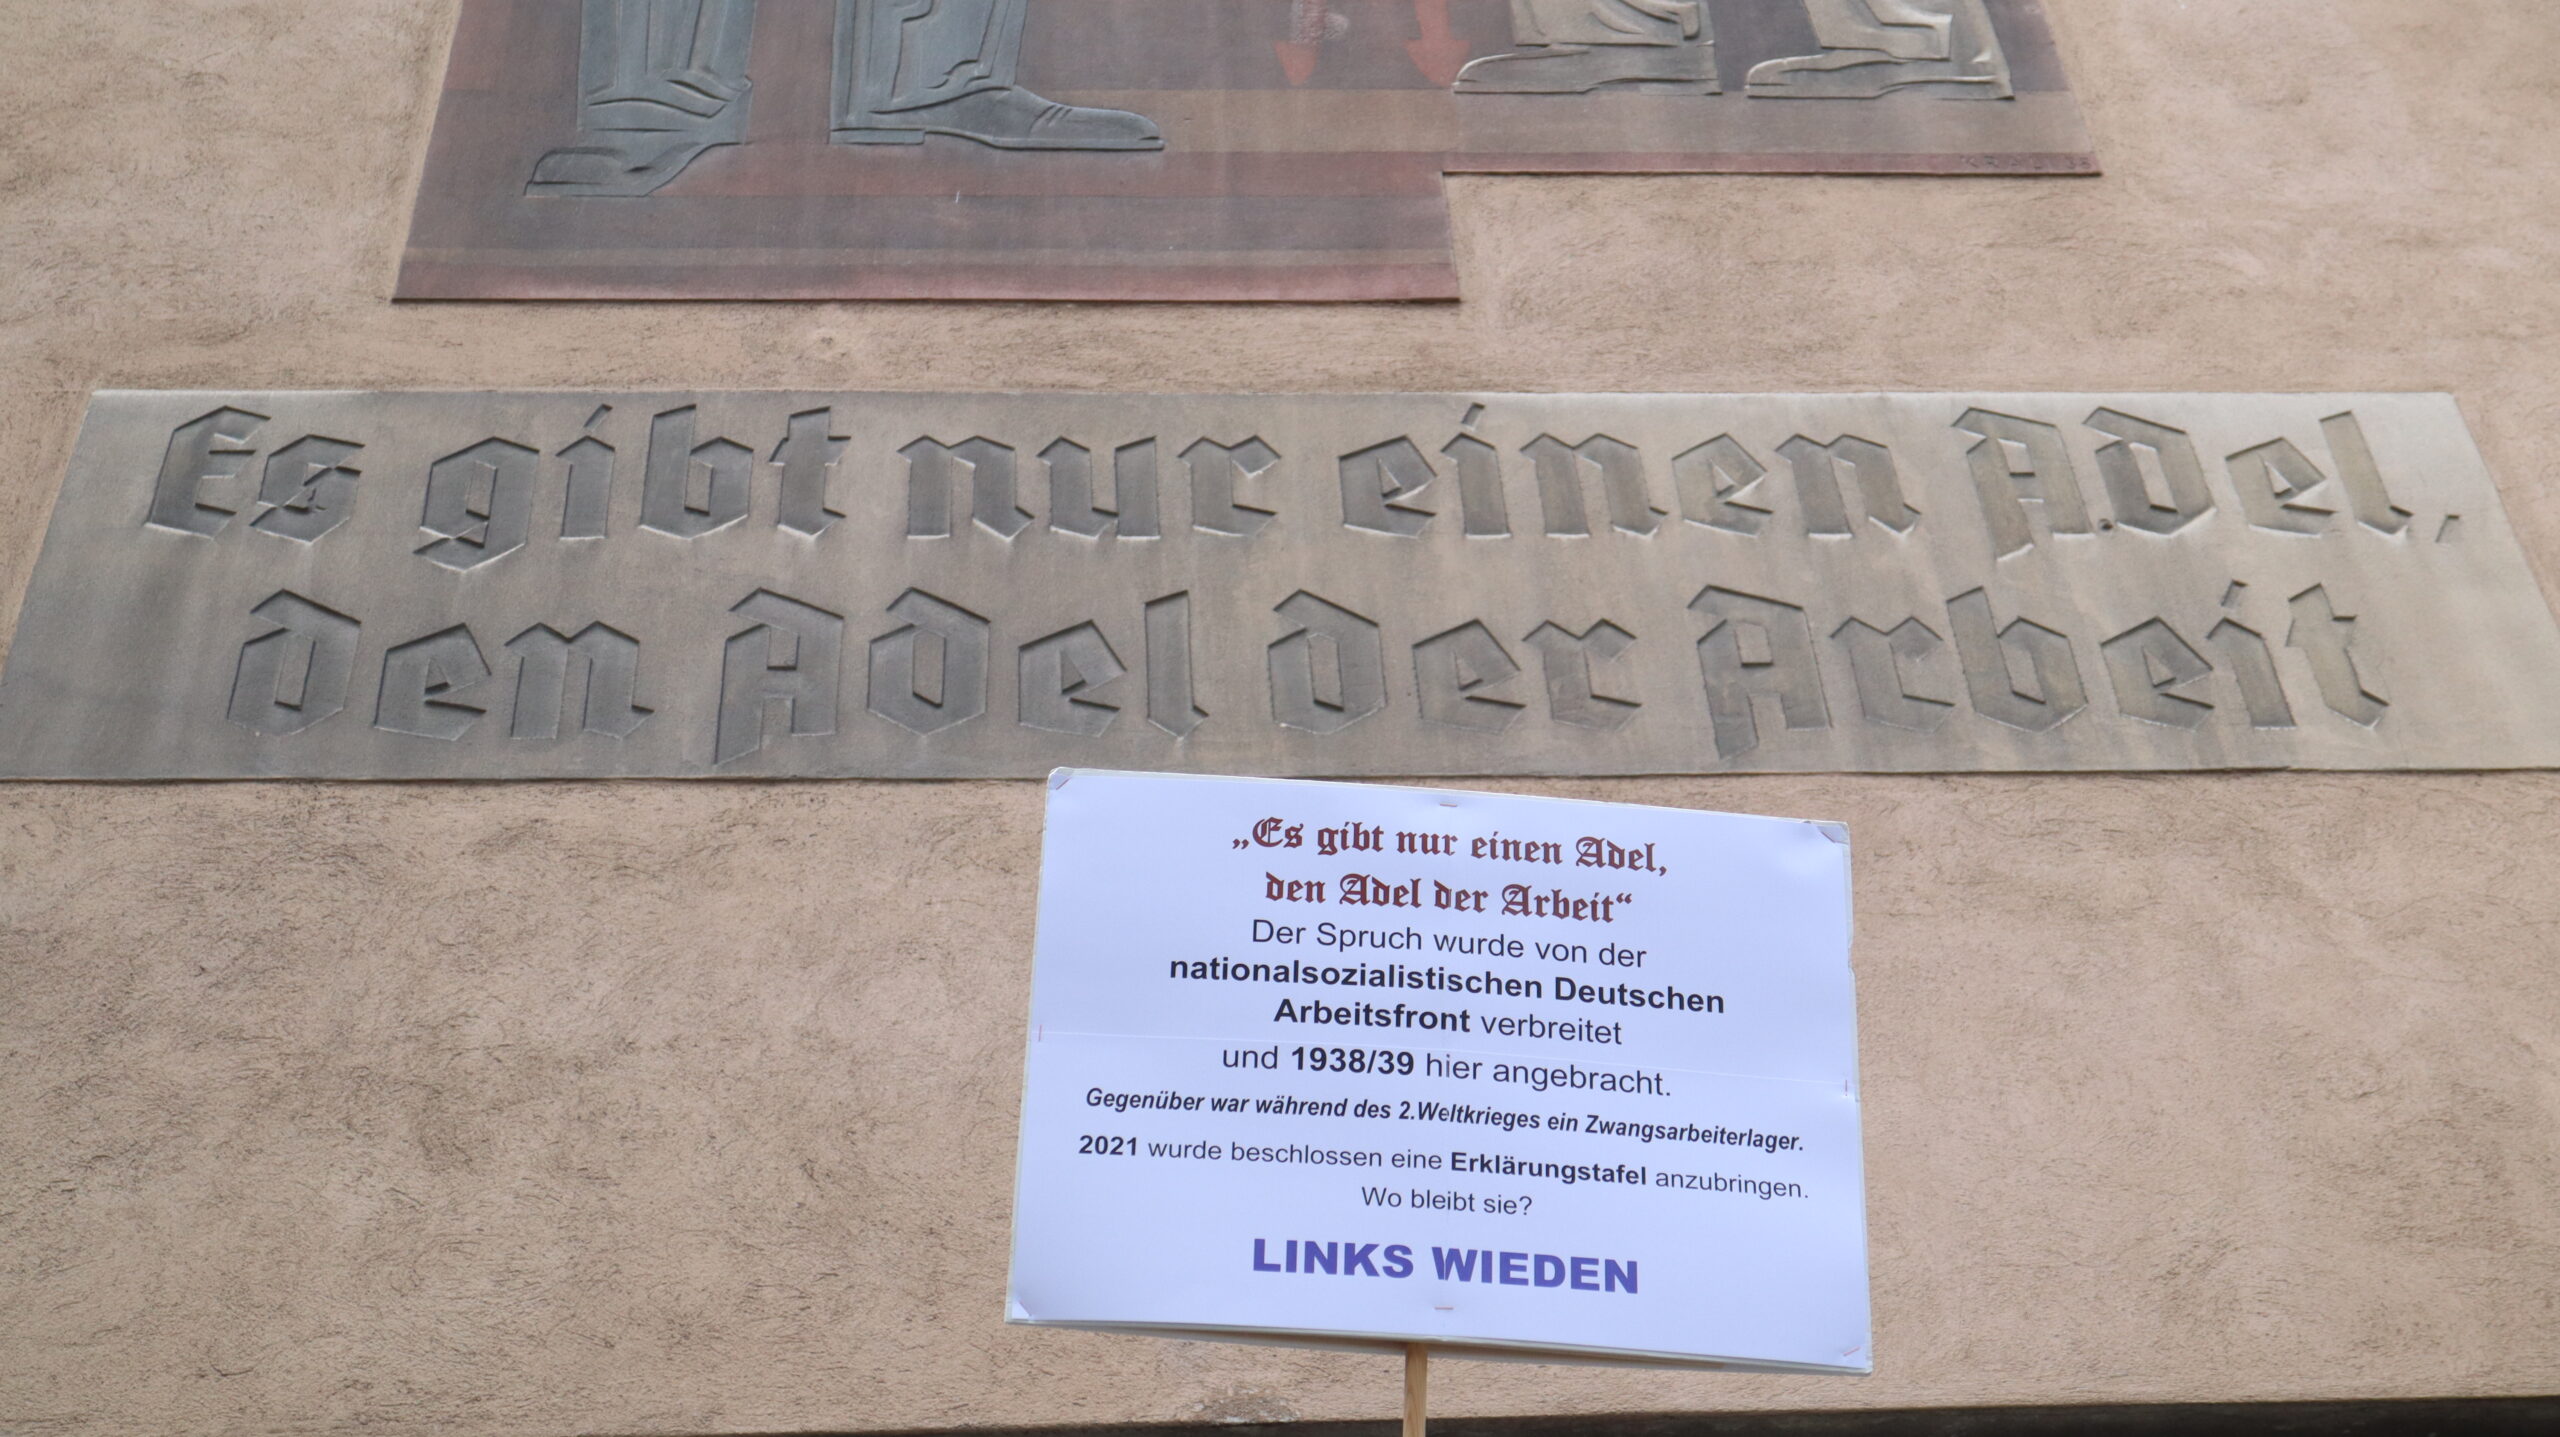 Es gibt nur einen Adel,
den Adel der Arbeit
„Es gibt nur einen Adel,
den Adel der Arbeit“
Der Spruch wurde von der
nationalsozialistischen Deutschen
Arbeitsfront verbreitet
und 1938/39 hier angebracht.
Gegenüber war während des 2.Weltkrieges ein Zwangsarbeiterlager.
2021 wurde beschlossen eine Erklärungstafel anzubringen.
Wo bleibt sie?
LINKS WIEDEN